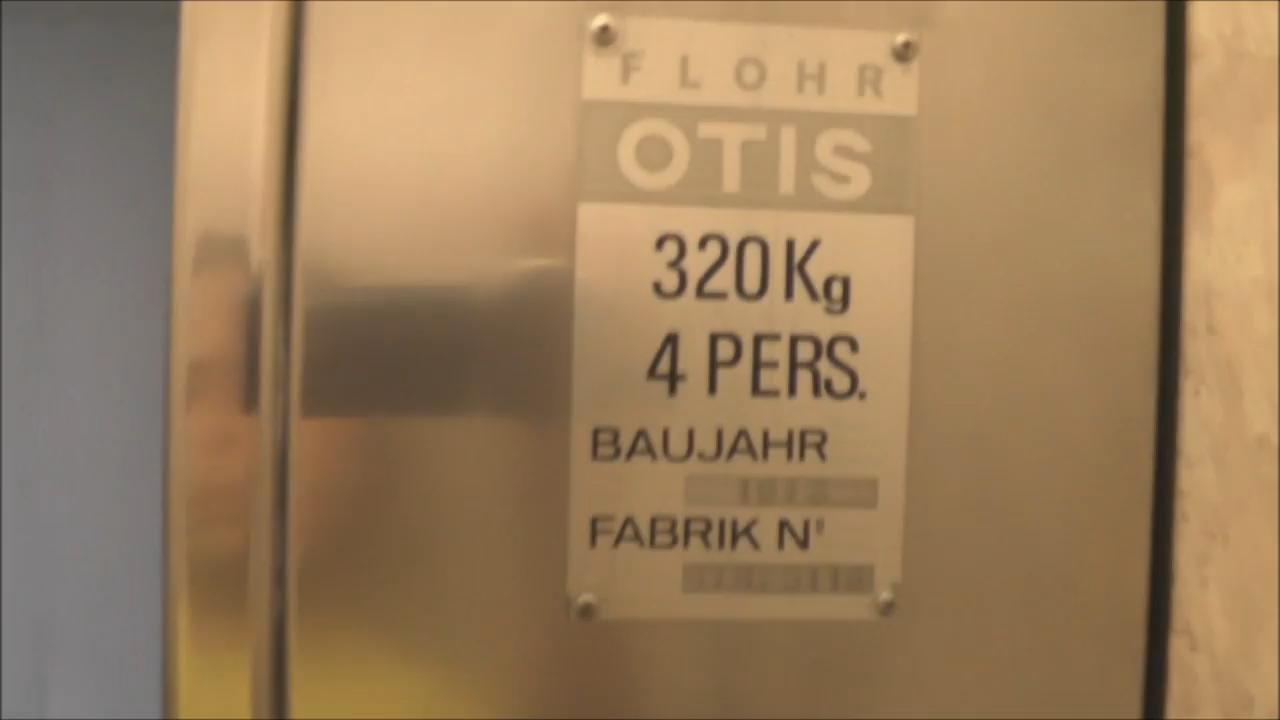 FLOHR
OTIS
320 Kg
4 PERS.
BAUJAHR
FABRIK N'